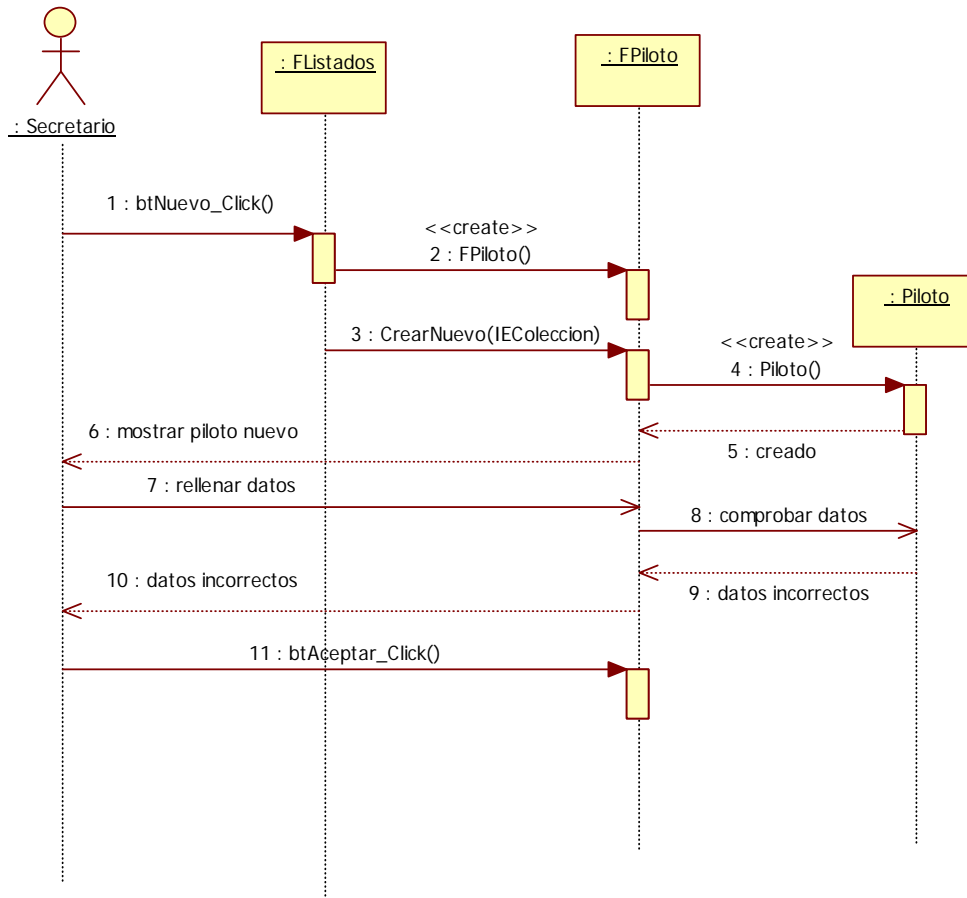 : FListados
: FPiloto
: Secretario
1 : btNuevo_Click()
<<create>>
2 : FPiloto()
: Piloto
3 : CrearNuevo(IEColeccion)
<<create>>
4 : Piloto()
6 : mostrar piloto nuevo
5 : creado
7 : rellenar datos
8 : comprobar datos
10 : datos incorrectos
9 : datos incorrectos
11 : btAceptar_Click()